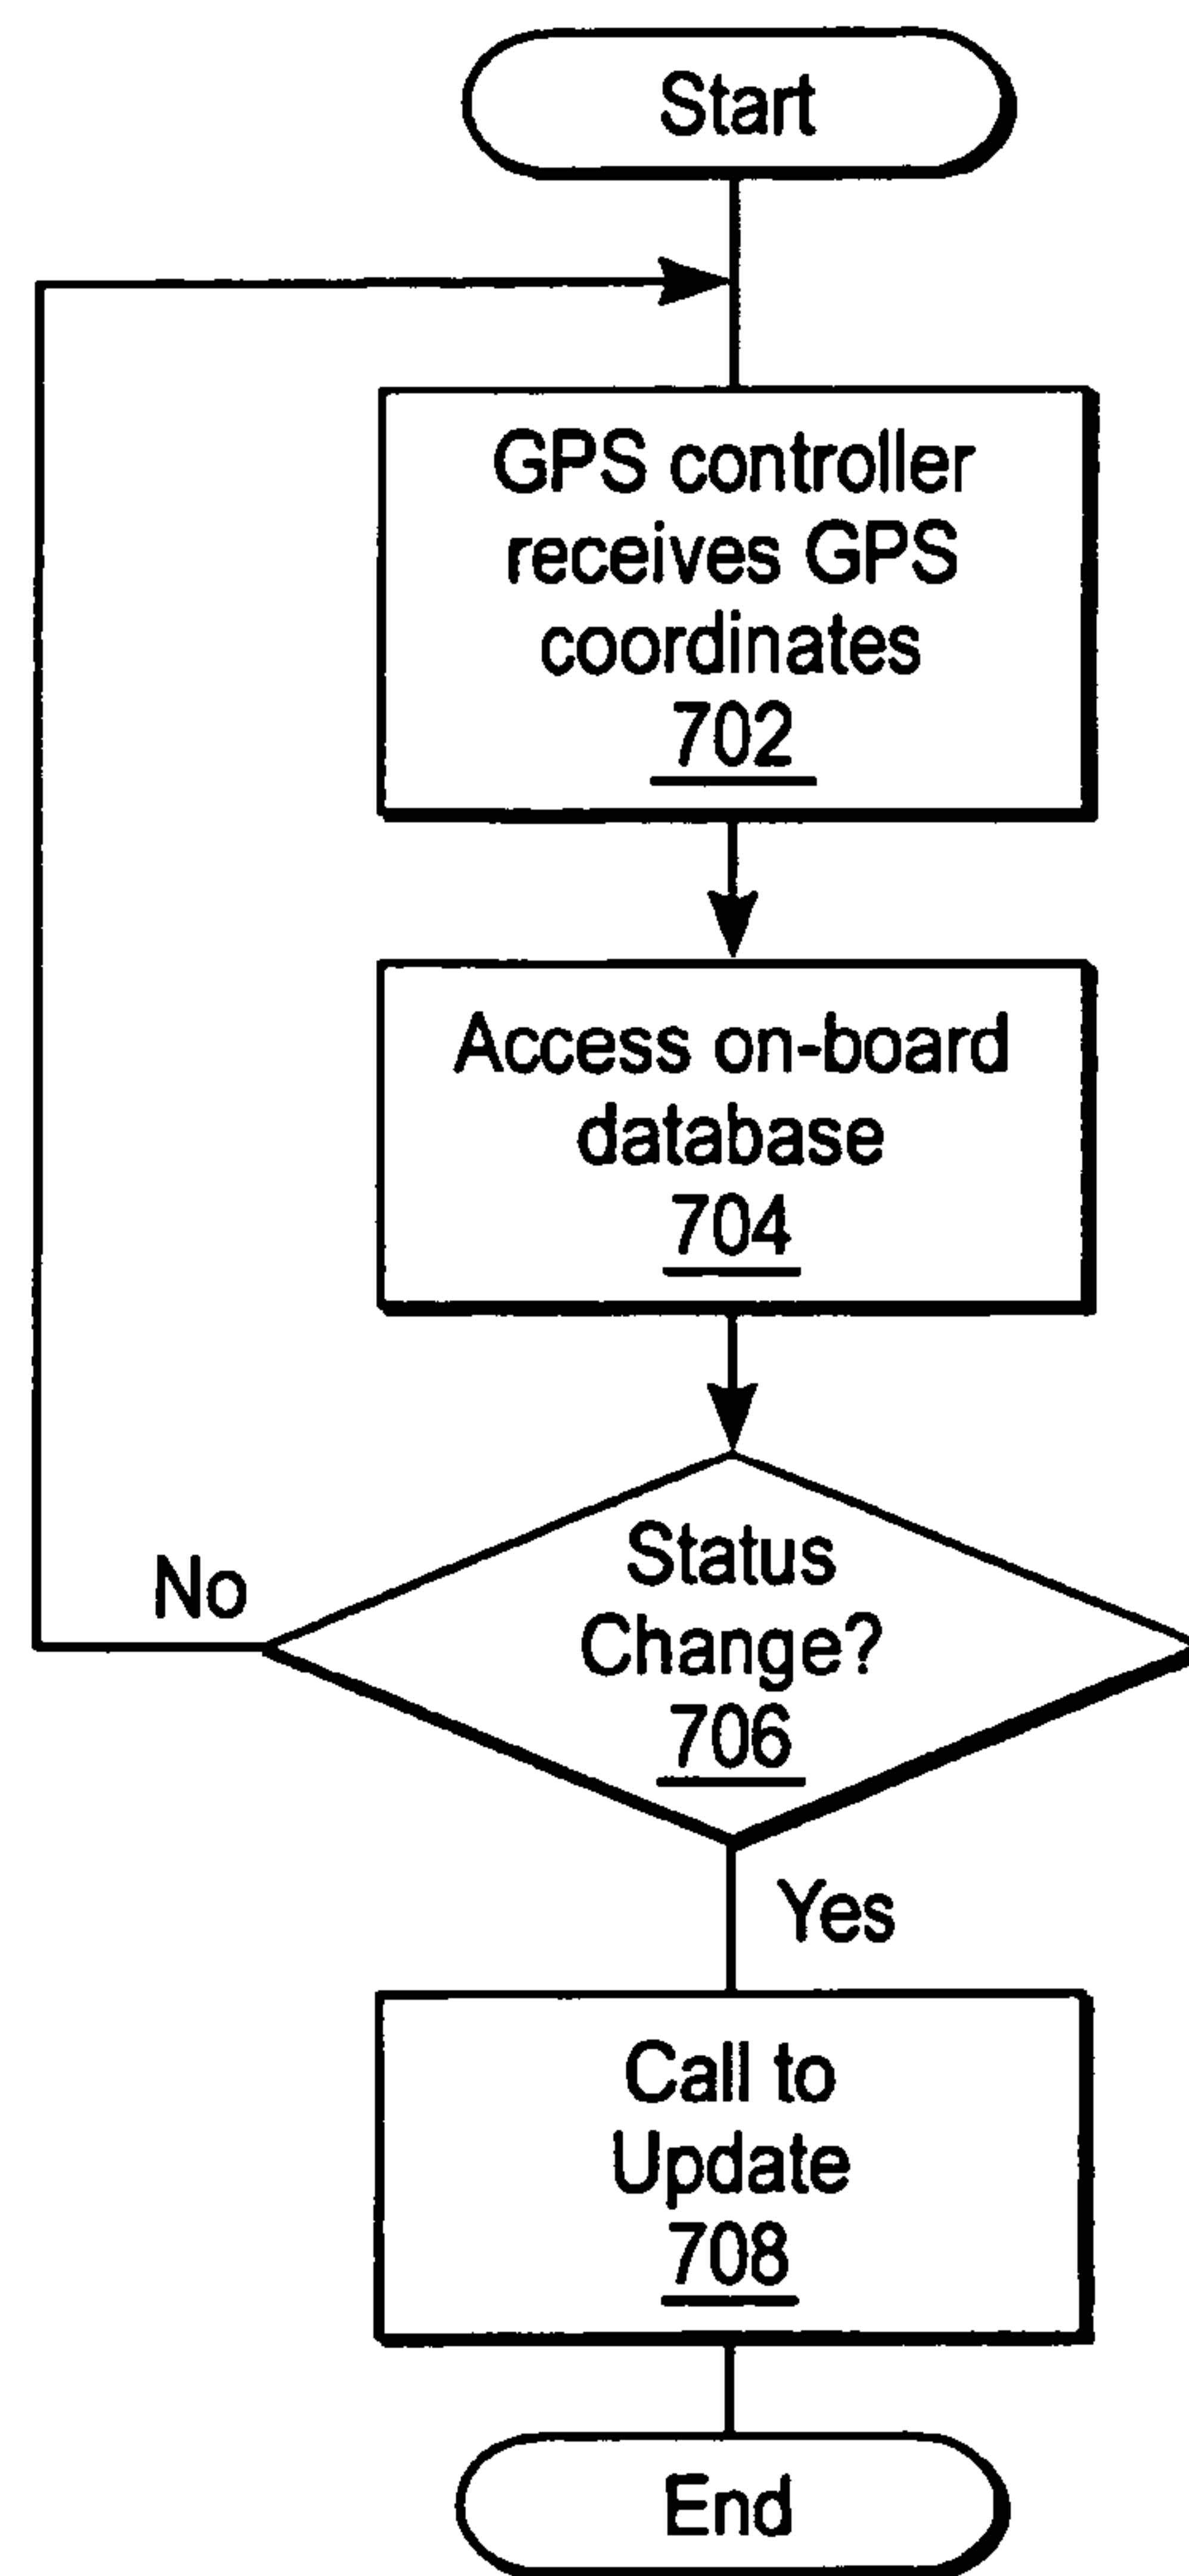 Start
GPS controller
receives GPS
coordinates
702
Access on-board
database
704
Status
Change?
706
No
Yes
Call to
Update
708
End